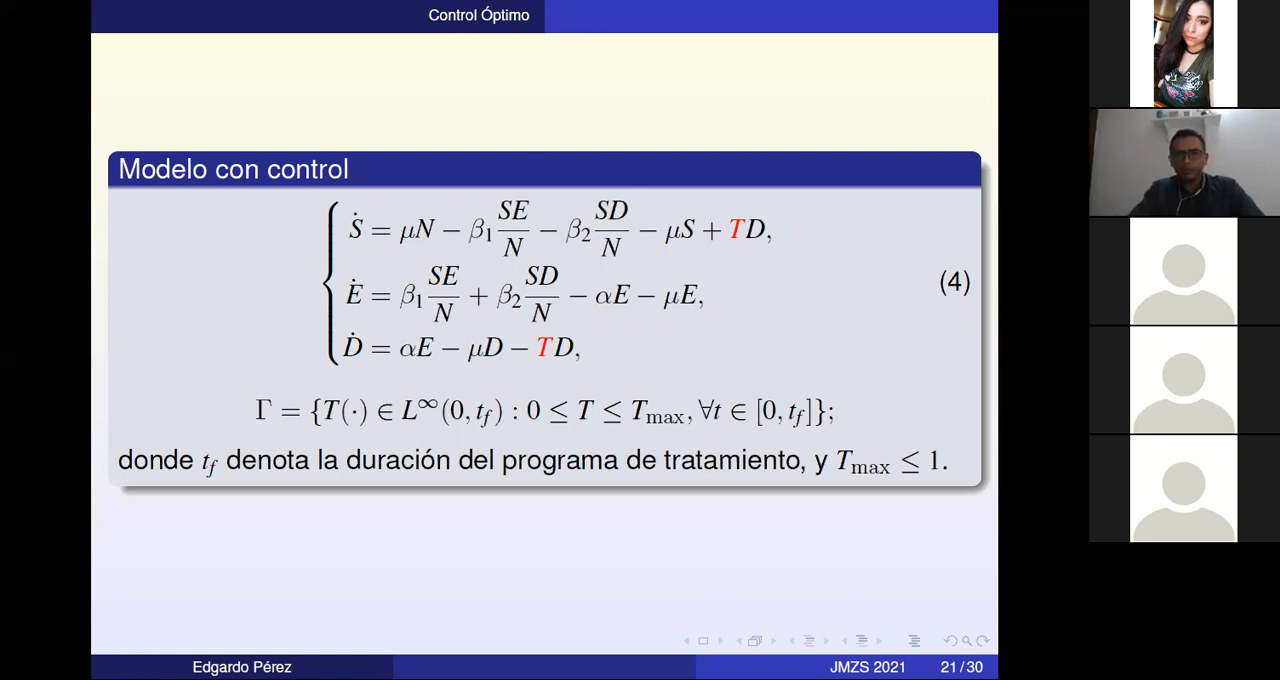 Control Óptimo
Modelo con control
Ṡ = μN − β₁ SE/N − β₂ SD/N − μS + TD,
Ė = β₁ SE/N + β₂ SD/N − αE − μE,
(4)
Ḋ = αE − μD − TD,
Γ = {T(·) ∈ L^∞(0, t_f) : 0 ≤ T ≤ T_max, ∀t ∈ [0, t_f]};
donde t_f denota la duración del programa de tratamiento, y T_max ≤ 1.
Edgardo Pérez JMZS 2021 21 / 30